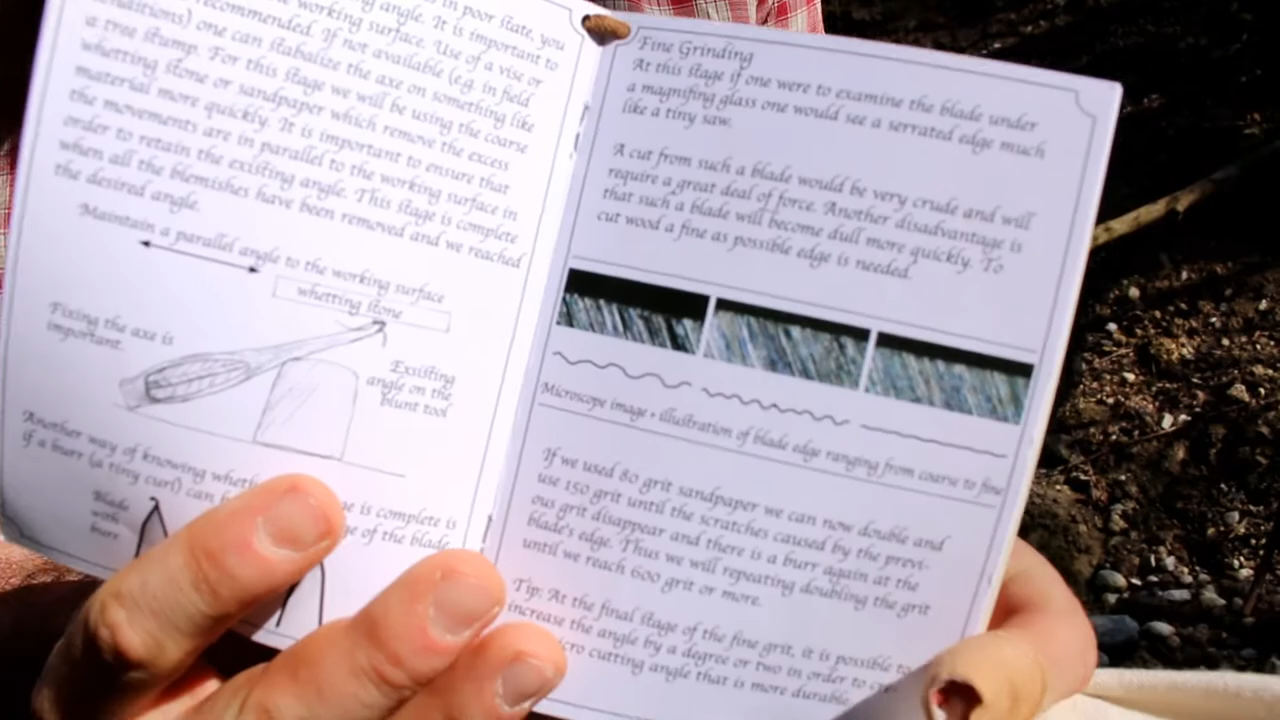 in poor state, you
angle. It is important to
working surface. Use of a vise or
recommended. If not available (e.g. in field
conditions) one can stabalize the axe on something like
a tree stump. For this stage we will be using the coarse
whetting stone or sandpaper which remove the excess
material more quickly. It is important to ensure that
the movements are in parallel to the working surface in
order to retain the existing angle. This stage is complete
when all the blemishes have been removed and we reached
the desired angle.
Maintain a parallel angle to the working surface
whetting stone
Fixing the axe is
important.
Exsisting
angle on the
blunt tool
Another way of knowing wheth
is complete is
if a burr (a tiny curl) can
of the blade
Blade
with
burr
Fine Grinding
At this stage if one were to examine the blade under
a magnifing glass one would see a serrated edge much
like a tiny saw.
A cut from such a blade would be very crude and will
require a great deal of force. Another disadvantage is
that such a blade will become dull more quickly. To
cut wood a fine as possible edge is needed.
Microscope image + illustration of blade edge ranging from coarse to fine
If we used 80 grit sandpaper we can now double and
use 150 grit until the scratches caused by the previ-
ous grit disappear and there is a burr again at the
blade's edge. Thus we will repeating doubling the grit
until we reach 600 grit or more.
Tip: At the final stage of the fine grit, it is possible to
increase the angle by a degree or two in order to cre-
cro cutting angle that is more durable.